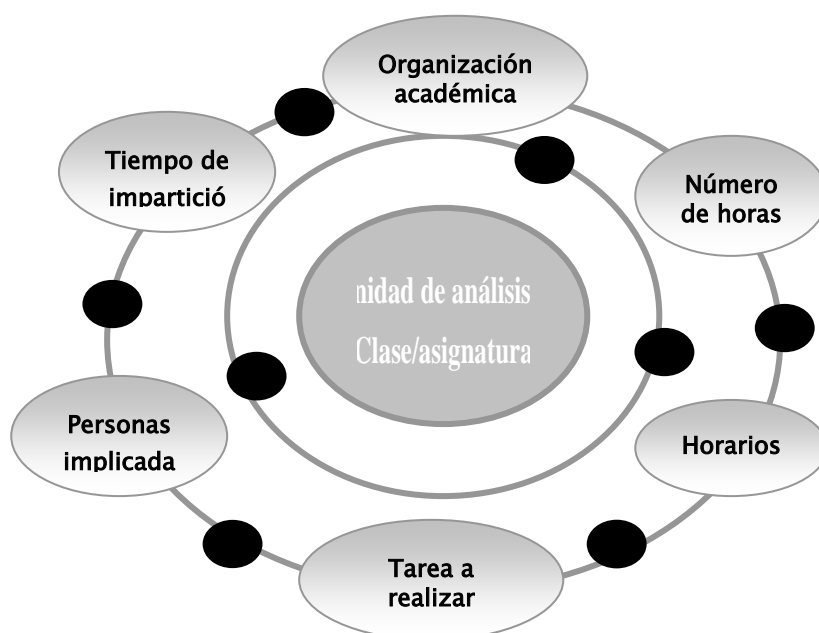 Organización
académica
Tiempo de
impartició
Número
de horas
nidad de análisis
Clase/asignatura
Personas
implicada
Horarios
Tarea a
realizar